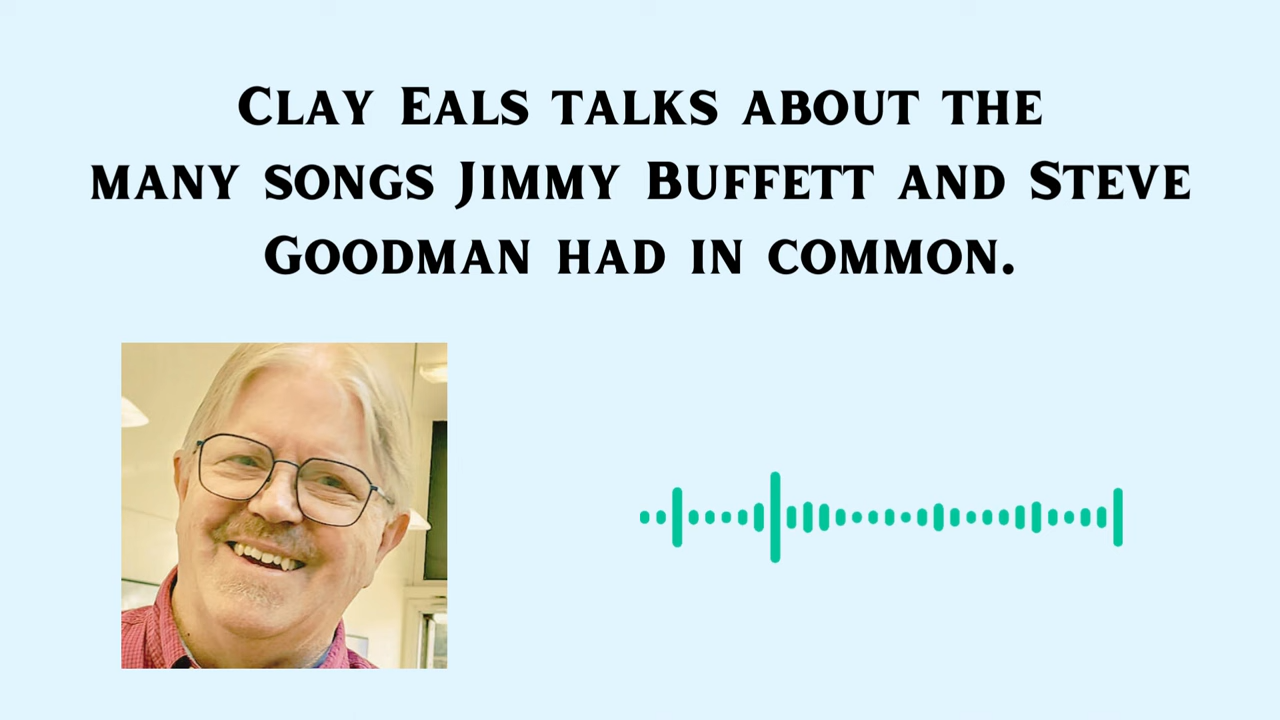 Clay Eals talks about the
many songs Jimmy Buffett and Steve
Goodman had in common.